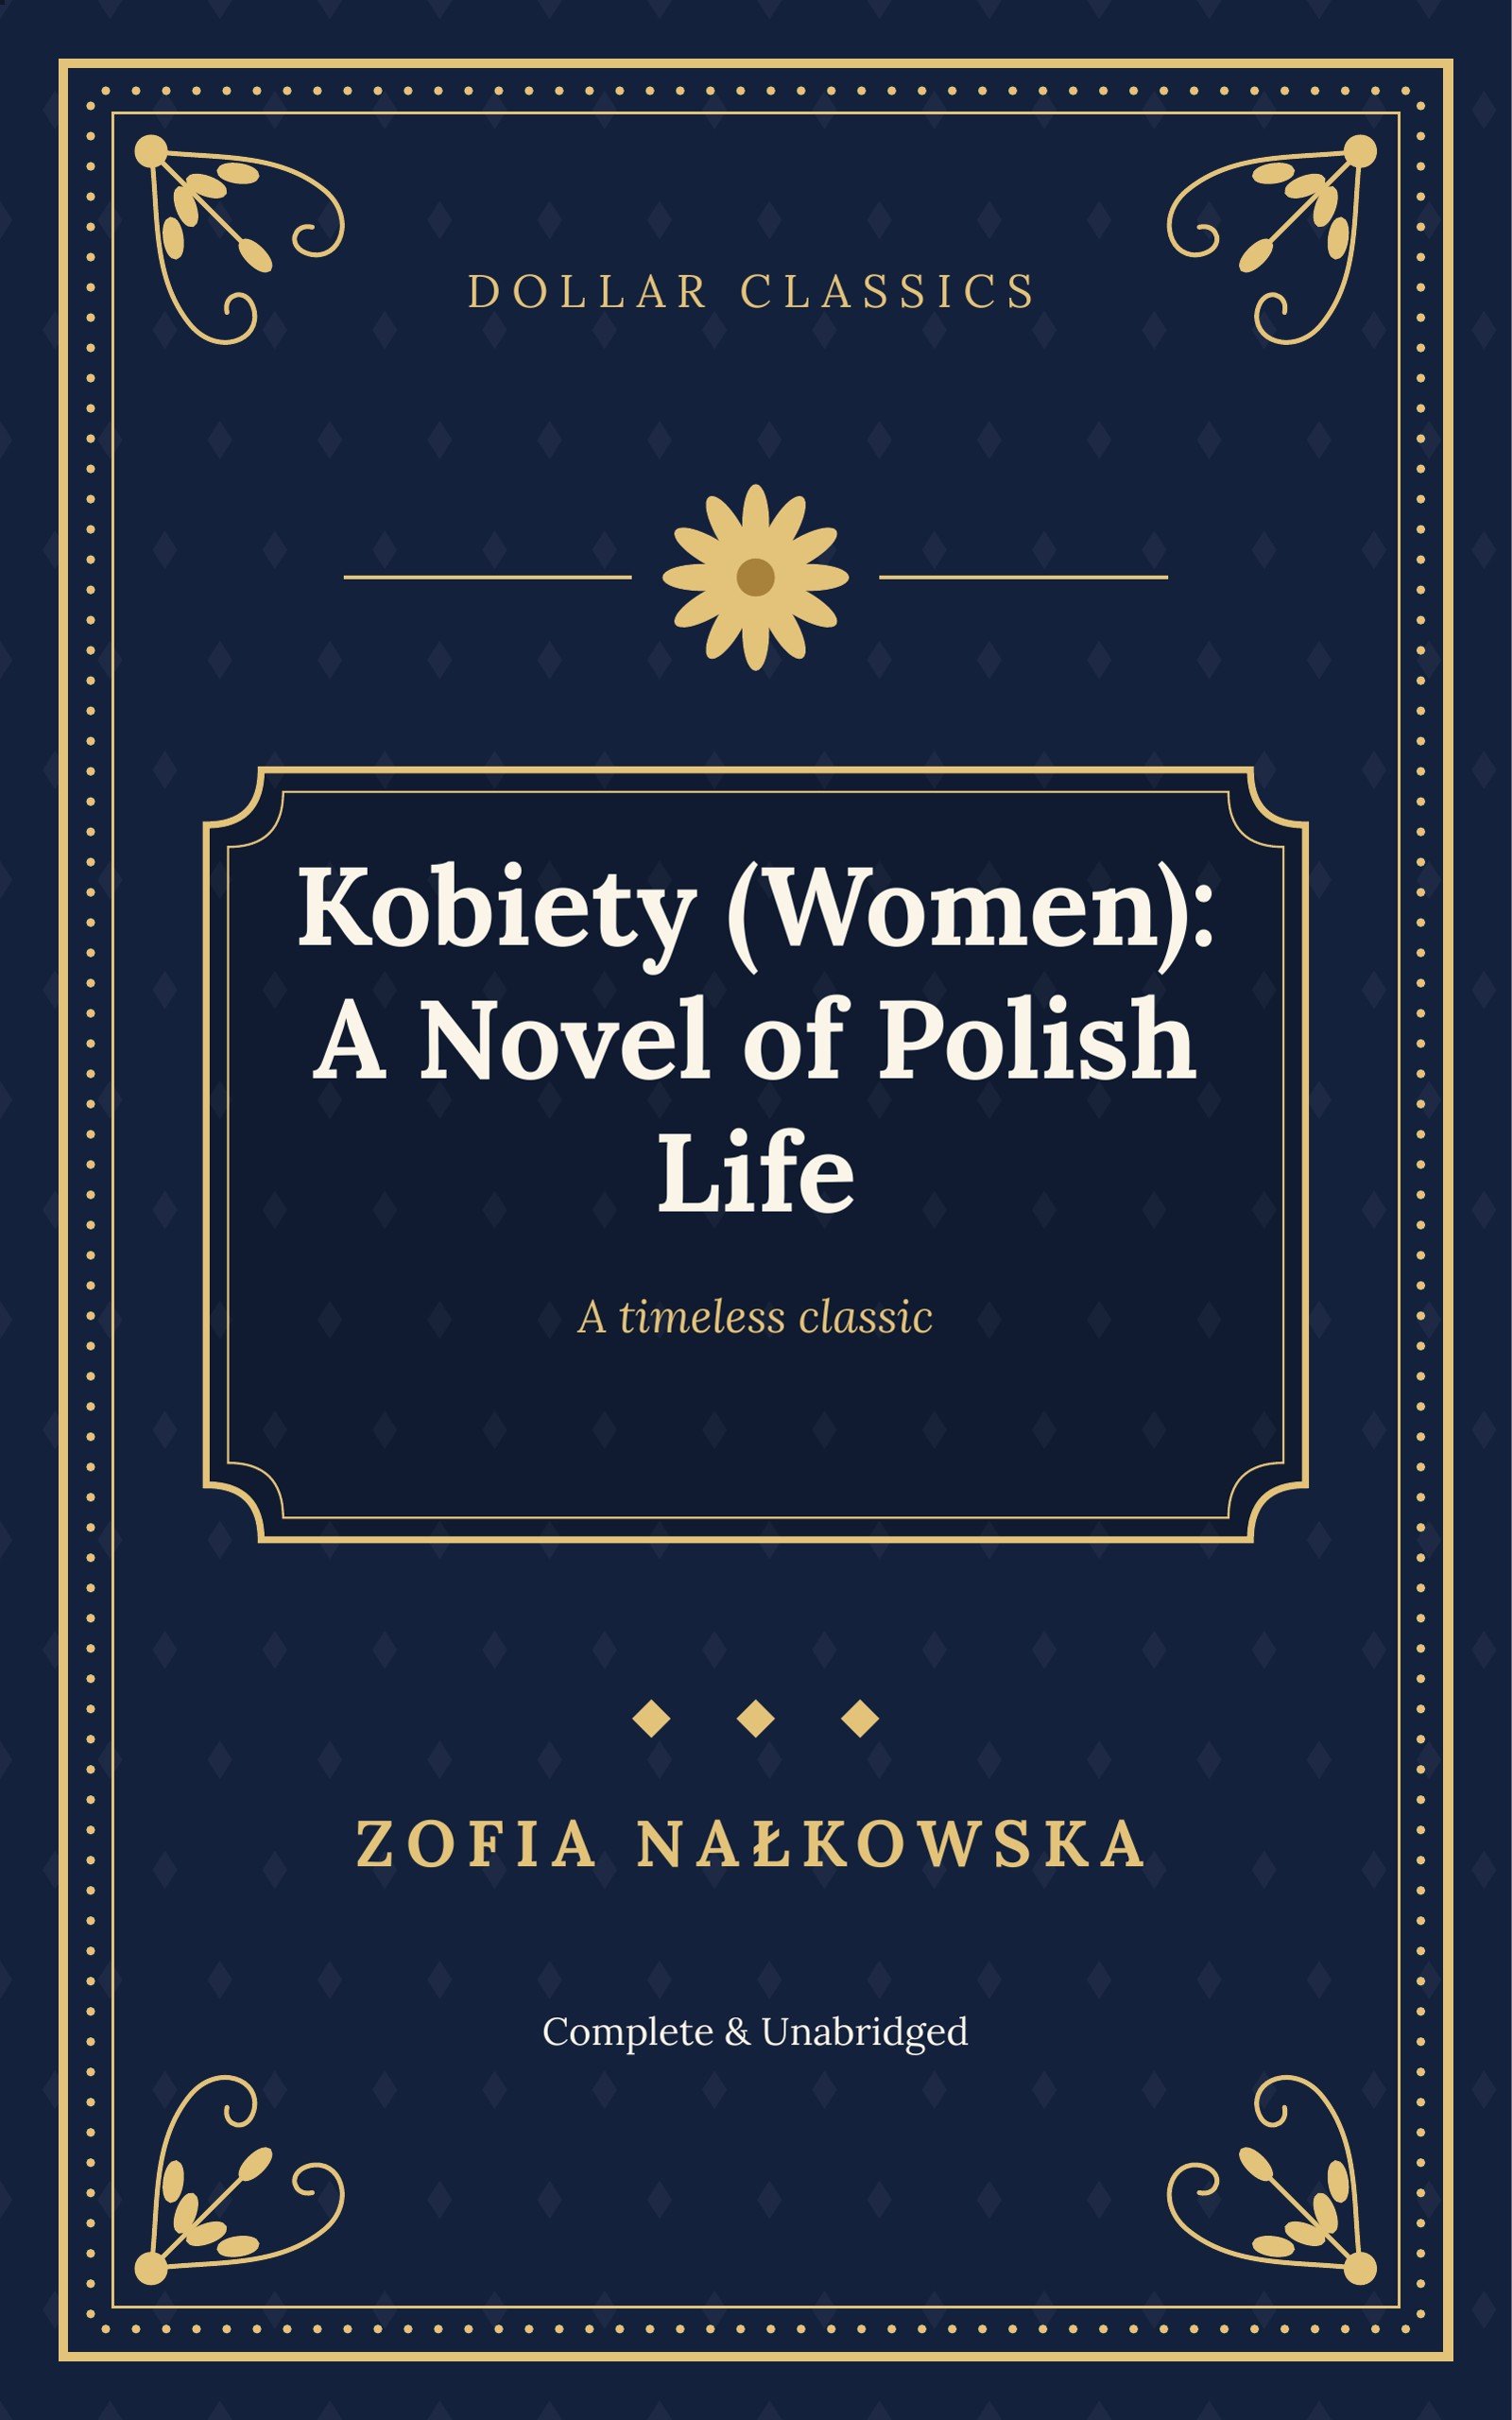 DOLLAR CLASSICS
Kobiety (Women):
A Novel of Polish
Life
A timeless classic
ZOFIA NAŁKOWSKA
Complete & Unabridged